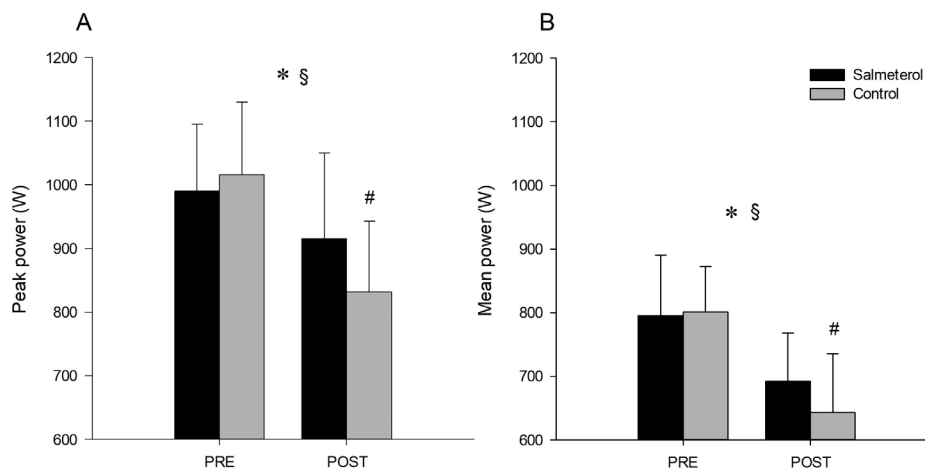 A
Peak power (W)
1200
1100
1000
900
800
700
600
* §
#
PRE POST
B
Mean power (W)
1200
1100
1000
900
800
700
600
Salmeterol
Control
* §
#
PRE POST